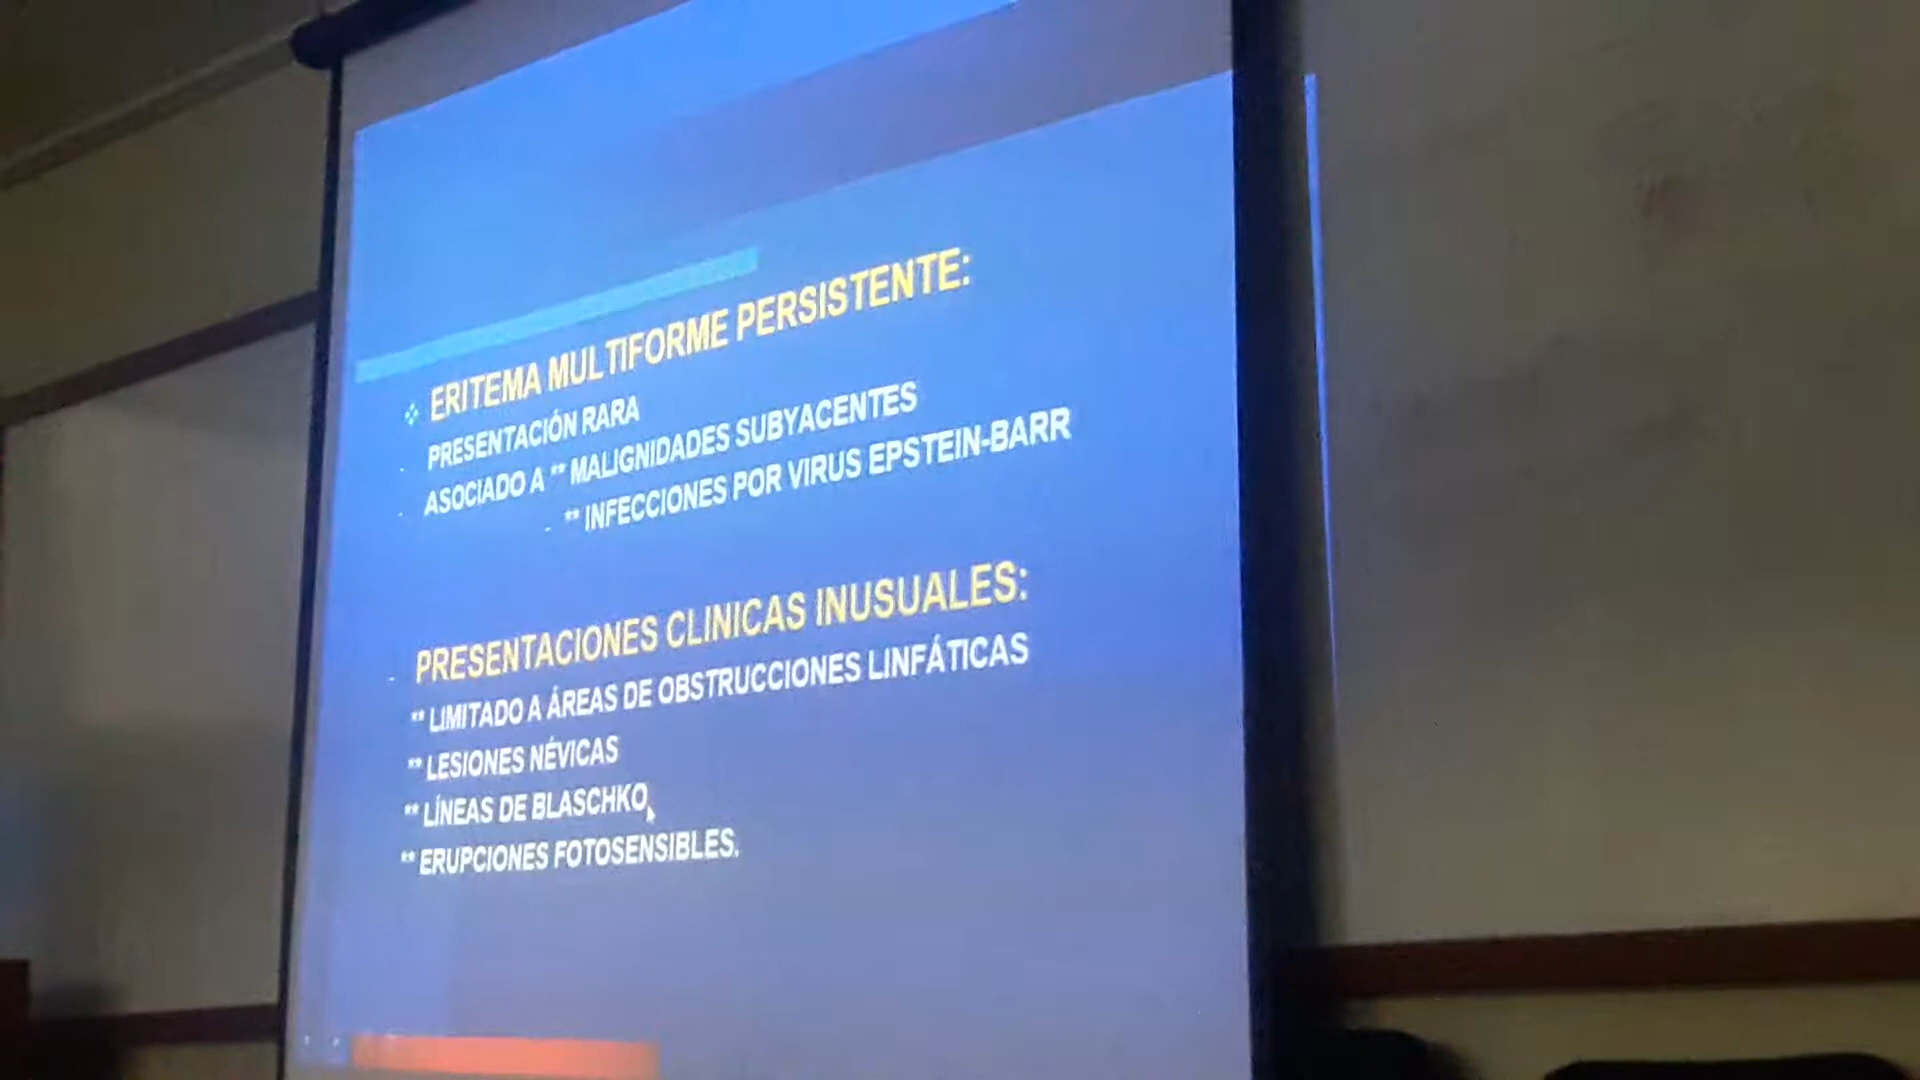 ERITEMA MULTIFORME PERSISTENTE:
PRESENTACIÓN RARA
ASOCIADO A ** MALIGNIDADES SUBYACENTES
** INFECCIONES POR VIRUS EPSTEIN-BARR
PRESENTACIONES CLINICAS INUSUALES:
** LIMITADO A ÁREAS DE OBSTRUCCIONES LINFÁTICAS
** LESIONES NÉVICAS
** LÍNEAS DE BLASCHKO
** ERUPCIONES FOTOSENSIBLES.